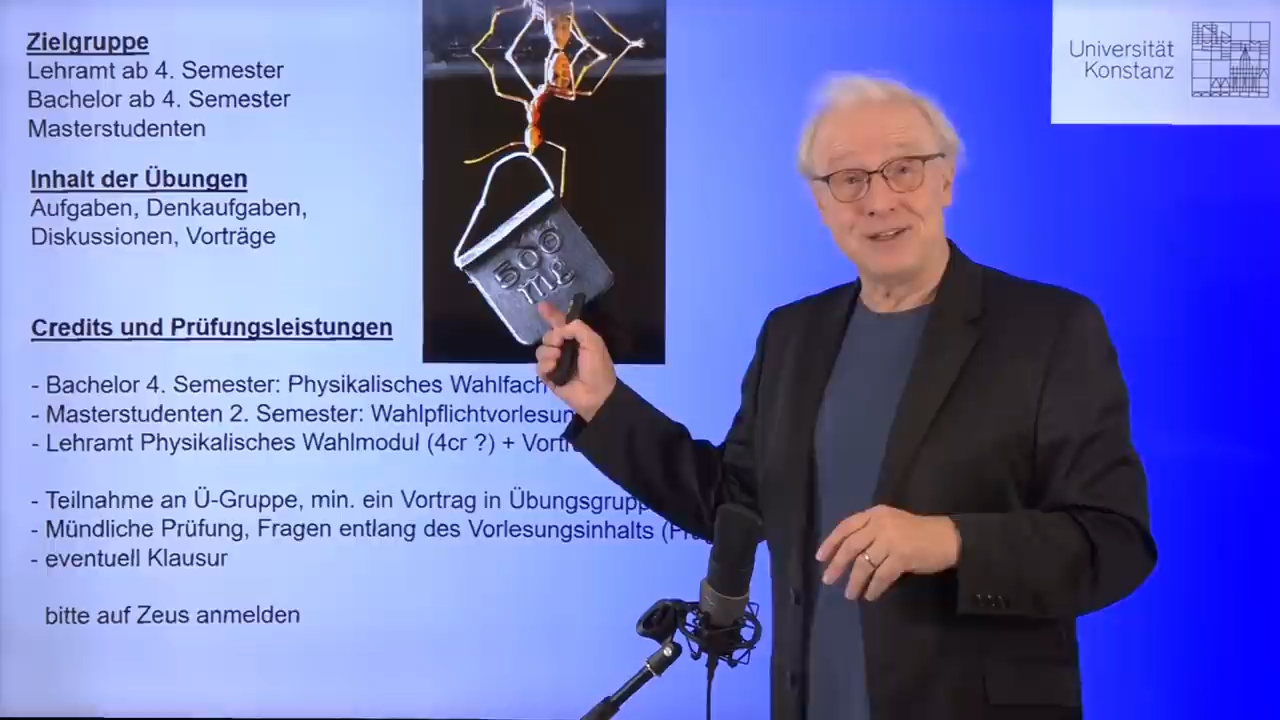 Zielgruppe
Lehramt ab 4. Semester
Bachelor ab 4. Semester
Masterstudenten
Inhalt der Übungen
Aufgaben, Denkaufgaben,
Diskussionen, Vorträge
500
mg
Universität
Konstanz
Credits und Prüfungsleistungen
- Bachelor 4. Semester: Physikalisches Wahlfach
- Masterstudenten 2. Semester: Wahlpflichtvorlesun
- Lehramt Physikalisches Wahlmodul (4cr ?) +
- Teilnahme an Ü-Gruppe, min. ein Vortrag in Übungsgrupp
- Mündliche Prüfung, Fragen entlang des Vorlesungsinhalts
- eventuell Klausur
bitte auf Zeus anmelden